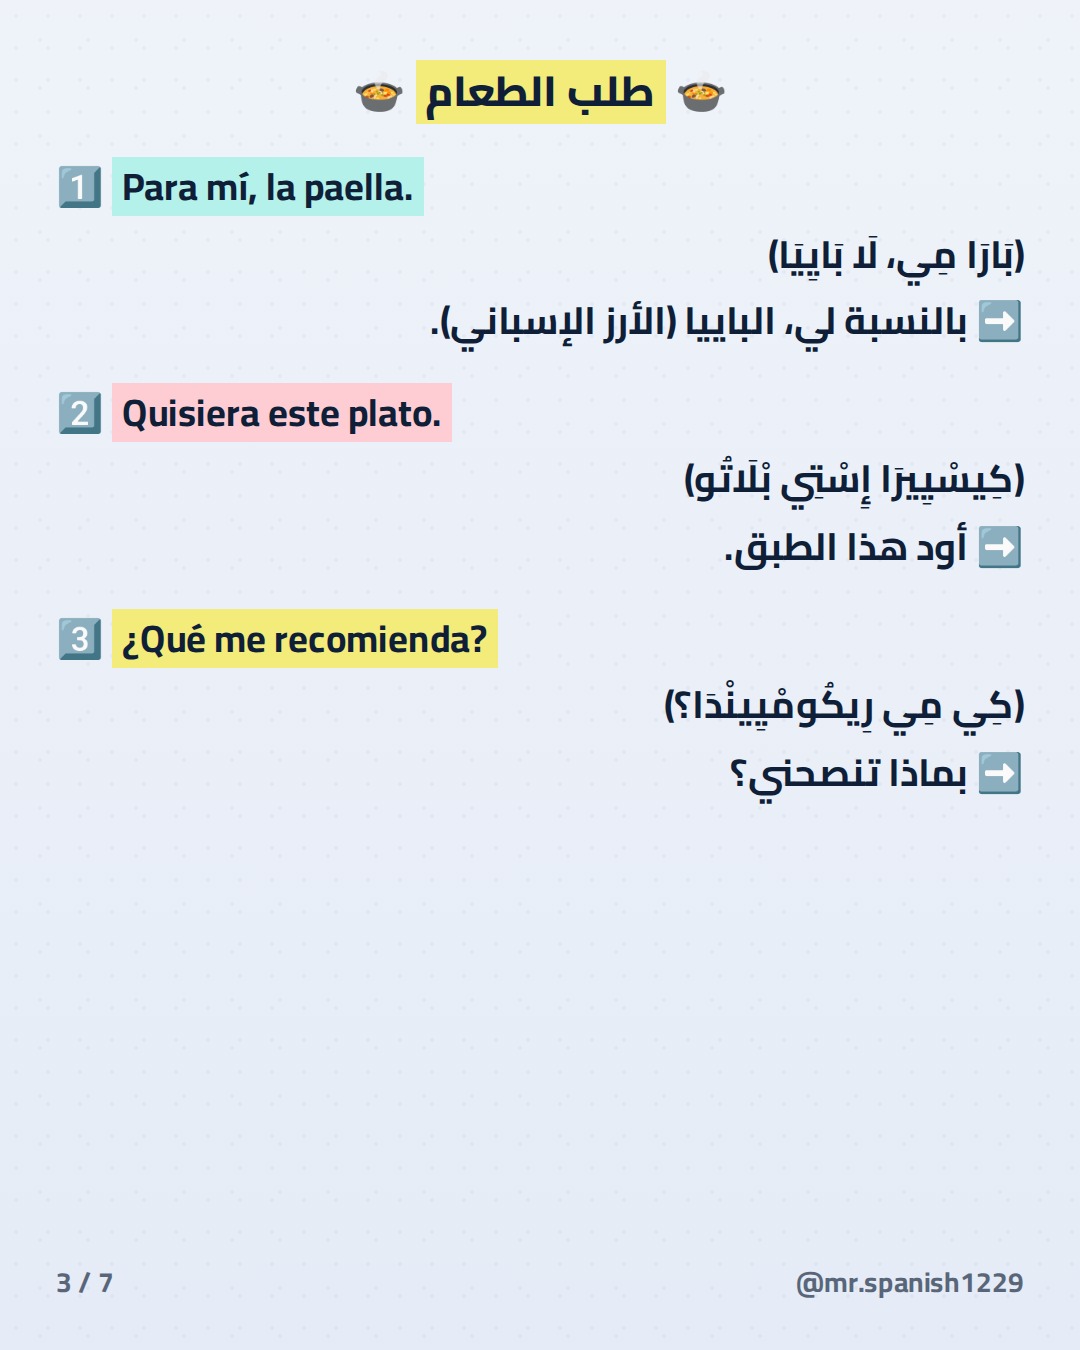 🍲 طلب الطعام 🍲
1️⃣ Para mí, la paella.
(بَارَا مِي، لَا بَايِيَا)
➡️ بالنسبة لي، الباييا (الأرز الإسباني).
2️⃣ Quisiera este plato.
(كِيسْيِيرَا إِسْتِي بْلَاتُو)
➡️ أود هذا الطبق.
3️⃣ ¿Qué me recomienda?
(كِي مِي رِيكُومْيِينْدَا؟)
➡️ بماذا تنصحني؟
3 / 7
@mr.spanish1229